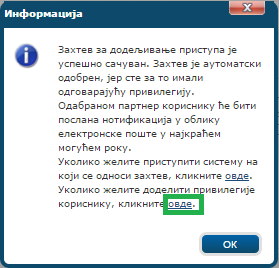 Информација
Захтев за додељивање приступа је
успешно сачуван. Захтев је аутоматски
одобрен, јер сте за то имали
одговарајућу привилегију.
Одабраном партнер кориснику ће бити
послана нотификација у облику
електронске поште у најкраћем
могућем року.
Уколико желите приступити систему на
који се односи захтев, кликните овде.
Уколико желите доделити привилегије
кориснику, кликните овде.
ОК